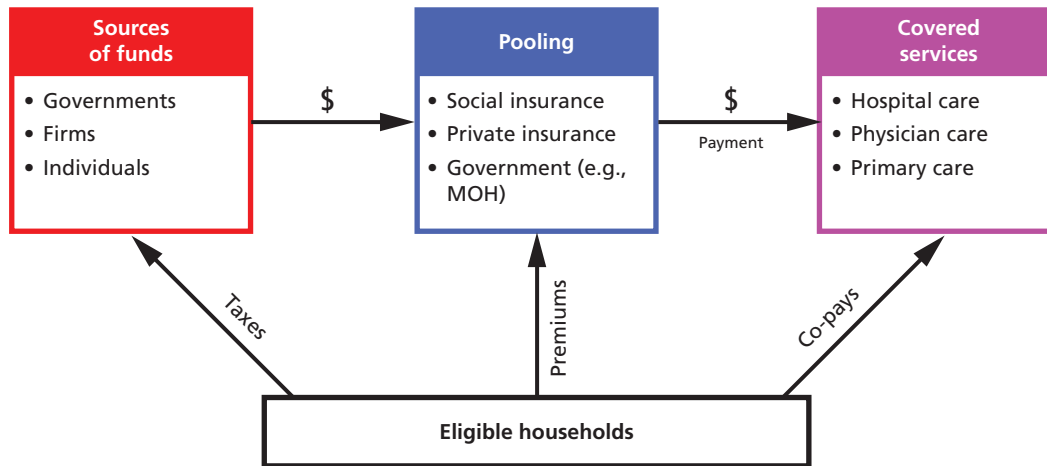 Sources
of funds
• Governments
• Firms
• Individuals
$
Pooling
• Social insurance
• Private insurance
• Government (e.g.,
MOH)
$
Payment
Covered
services
• Hospital care
• Physician care
• Primary care
Taxes
Premiums
Co-pays
Eligible households